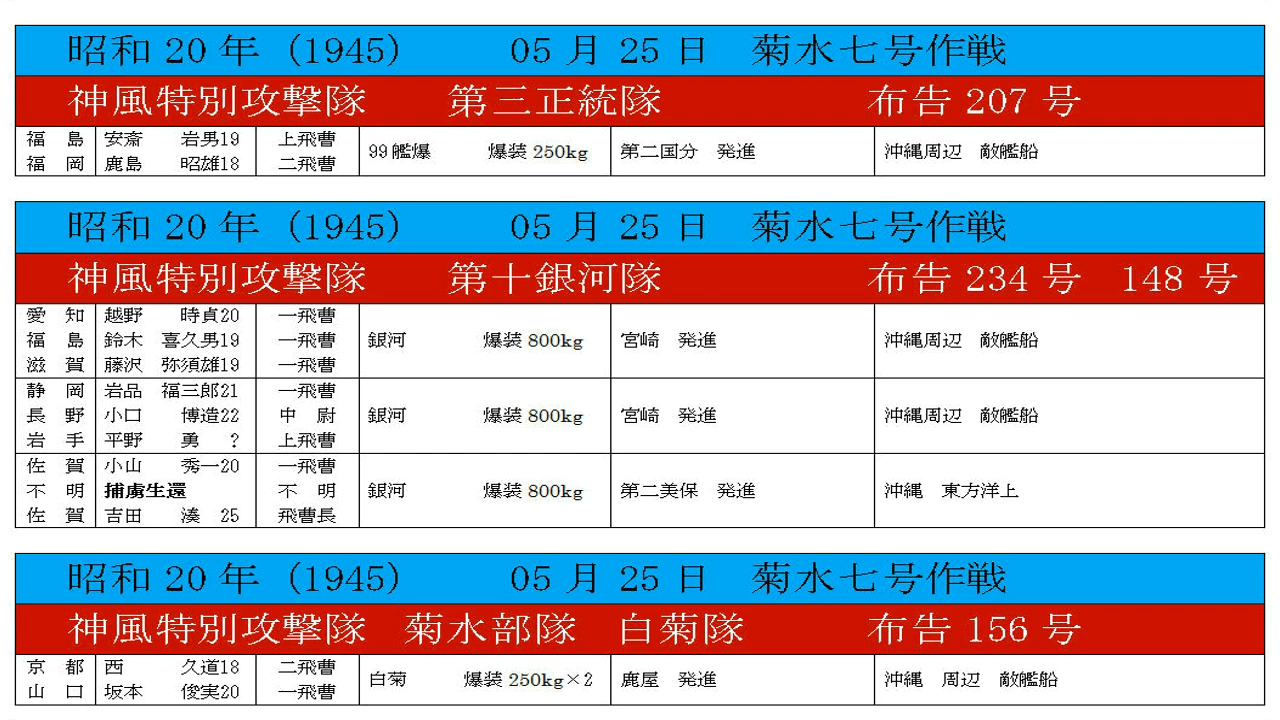 昭和 20 年（1945）　05 月 25 日　菊水七号作戦
神風特別攻撃隊　第三正統隊　布告 207 号
福島　安斎　岩男19　上飛曹
99艦爆　爆装 250kg　第二国分　発進　沖縄周辺　敵艦船
福岡　鹿島　昭雄18　二飛曹
昭和 20 年（1945）　05 月 25 日　菊水七号作戦
神風特別攻撃隊　第十銀河隊　布告 234 号　148 号
愛知　越野　時貞20　一飛曹
福島　鈴木　喜久男19　一飛曹　銀河　爆装 800kg　宮崎　発進　沖縄周辺　敵艦船
滋賀　藤沢　弥須雄19　一飛曹
静岡　岩品　福三郎21　一飛曹
長野　小口　博造22　中尉　銀河　爆装 800kg　宮崎　発進　沖縄周辺　敵艦船
岩手　平野　勇　?　上飛曹
佐賀　小山　秀一20　一飛曹
不明　捕虜生還　不明　銀河　爆装 800kg　第二美保　発進　沖縄　東方洋上
佐賀　吉田　湊　25　飛曹長
昭和 20 年（1945）　05 月 25 日　菊水七号作戦
神風特別攻撃隊　菊水部隊　白菊隊　布告 156 号
京都　西　久道18　二飛曹
白菊　爆装 250kg×2　鹿屋　発進　沖縄　周辺　敵艦船
山口　坂本　俊実20　一飛曹